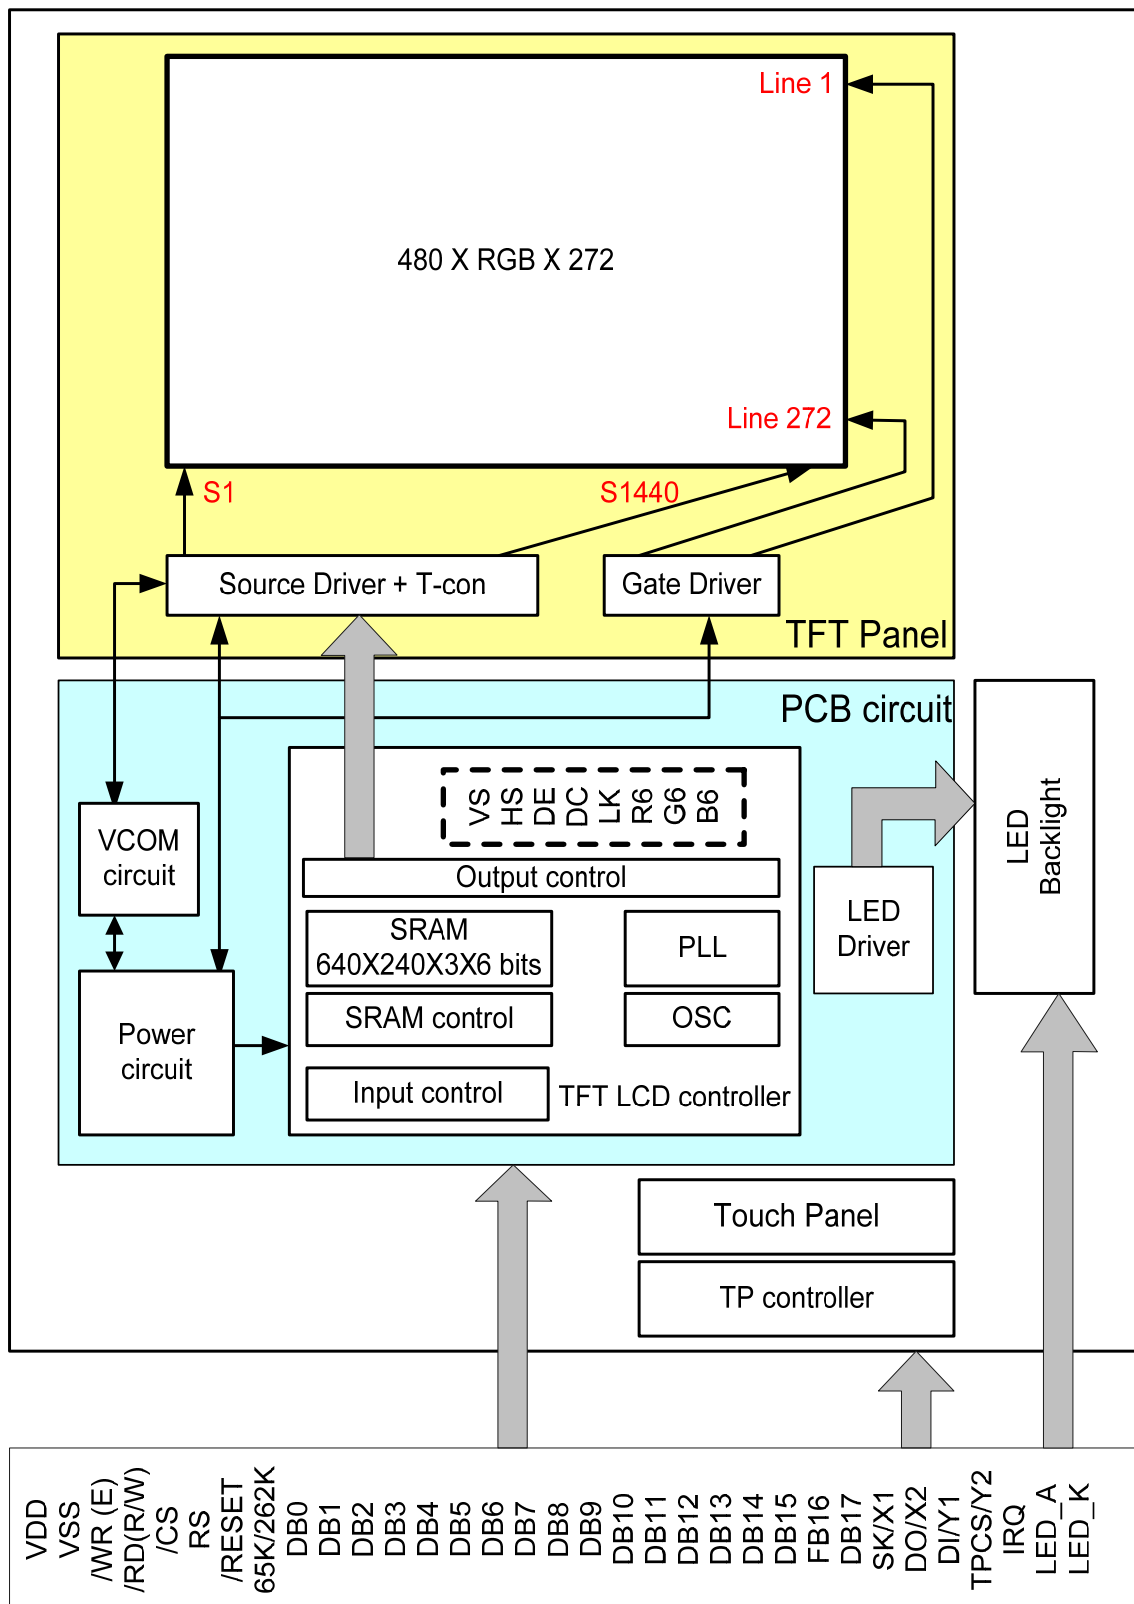 Line 1
480 X RGB X 272
Line 272
S1
S1440
Source Driver + T-con
Gate Driver
TFT Panel
PCB circuit
VS
HS
DE
DC
LK
R6
G6
B6
VCOM
circuit
Output control
LED
Driver
LED
Backlight
SRAM
640X240X3X6 bits
PLL
SRAM control
OSC
Power
circuit
Input control
TFT LCD controller
Touch Panel
TP controller
VDD
VSS
/WR (E)
/RD(R/W)
/CS
RS
/RESET
65K/262K
DB0
DB1
DB2
DB3
DB4
DB5
DB6
DB7
DB8
DB9
DB10
DB11
DB12
DB13
DB14
DB15
FB16
DB17
SK/X1
DO/X2
DI/Y1
TPCS/Y2
IRQ
LED_A
LED_K